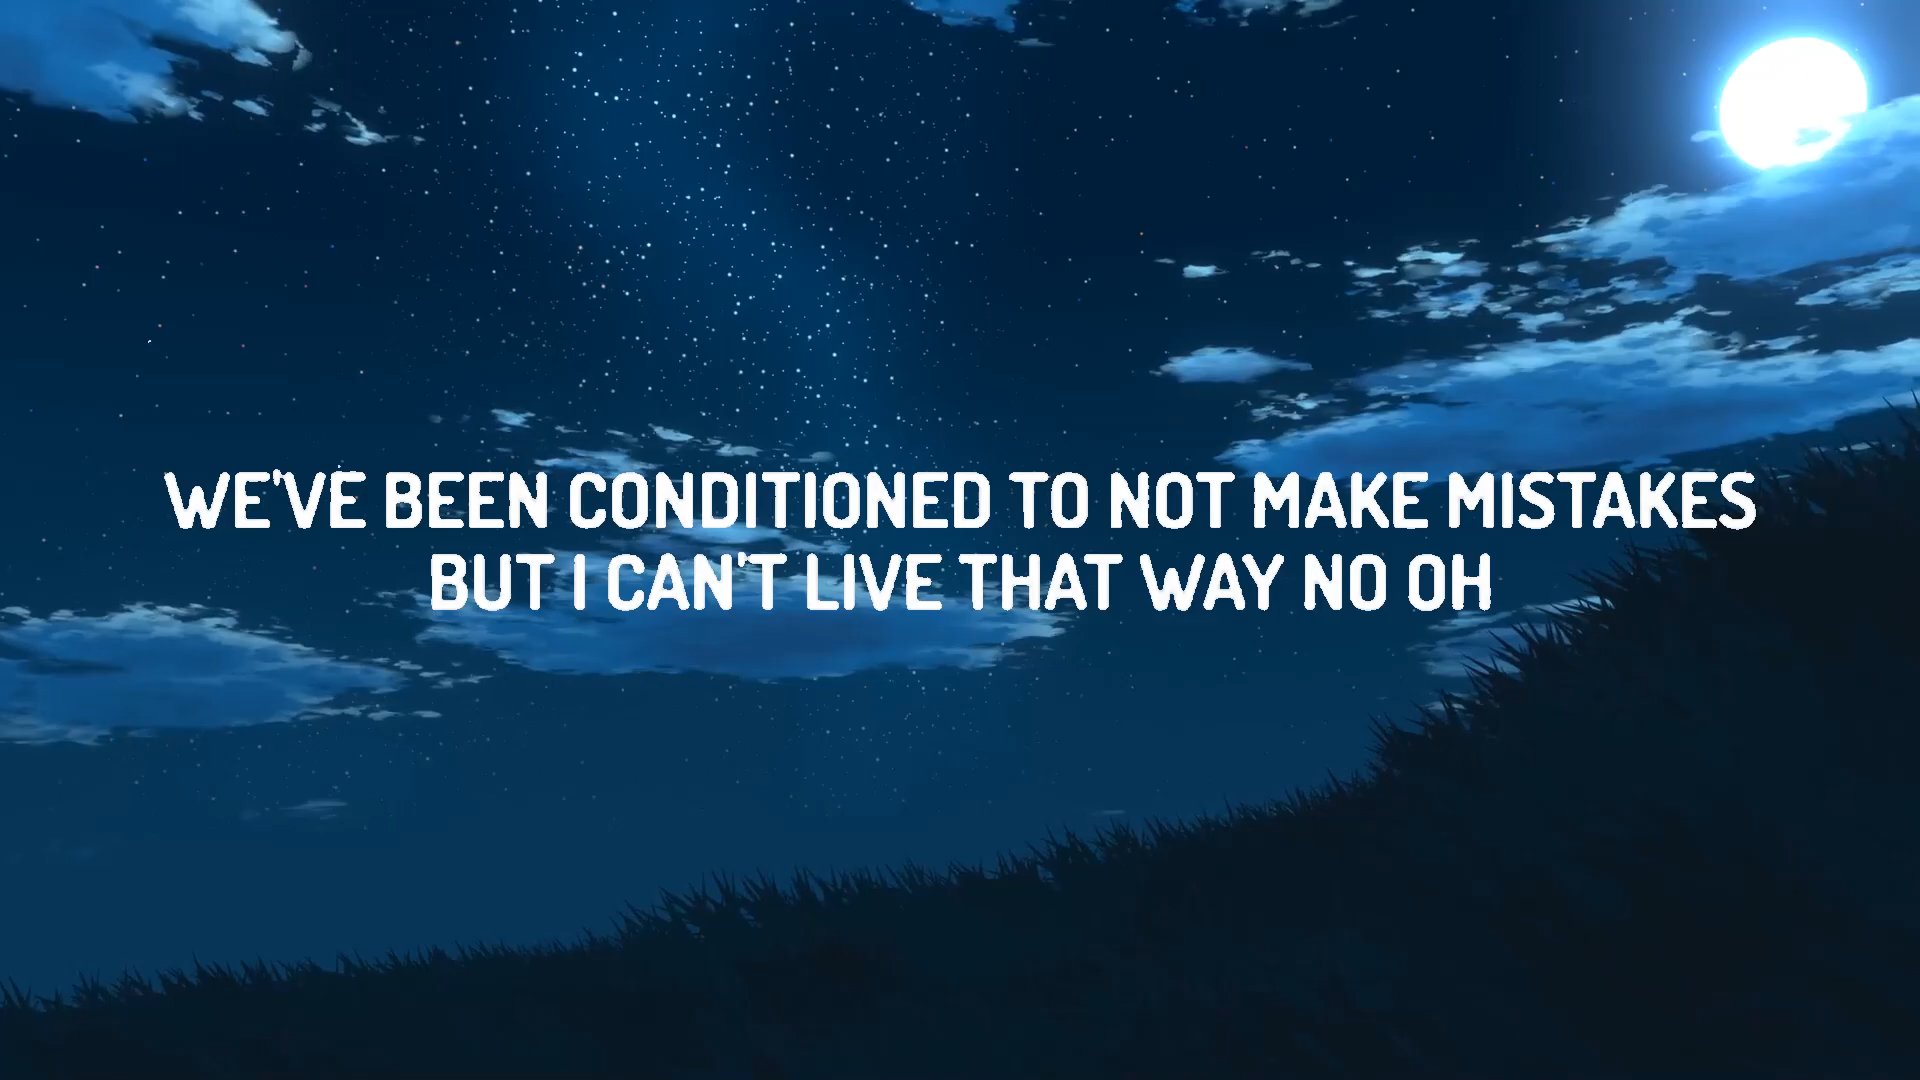 WE'VE BEEN CONDITIONED TO NOT MAKE MISTAKES
BUT I CAN'T LIVE THAT WAY NO OH